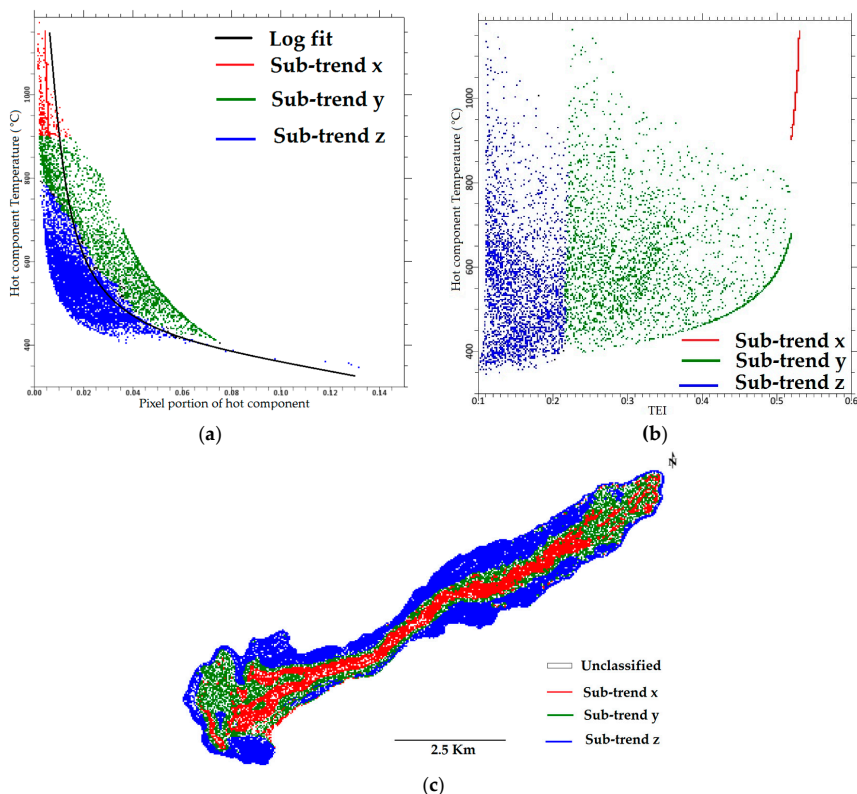 Log fit
Sub-trend x
Sub-trend y
Sub-trend z
Hot component Temperature (°C)
1000
800
600
400
0.00
0.02
0.04
0.06
0.08
0.10
0.12
0.14
Pixel portion of hot component
(a)
Hot component Temperature (°C)
1000
800
600
500
400
Sub-trend x
Sub-trend y
Sub-trend z
0.1
0.2
0.3
0.4
0.5
0.6
TEI
(b)
N
Unclassified
Sub-trend x
Sub-trend y
Sub-trend z
2.5 Km
(c)